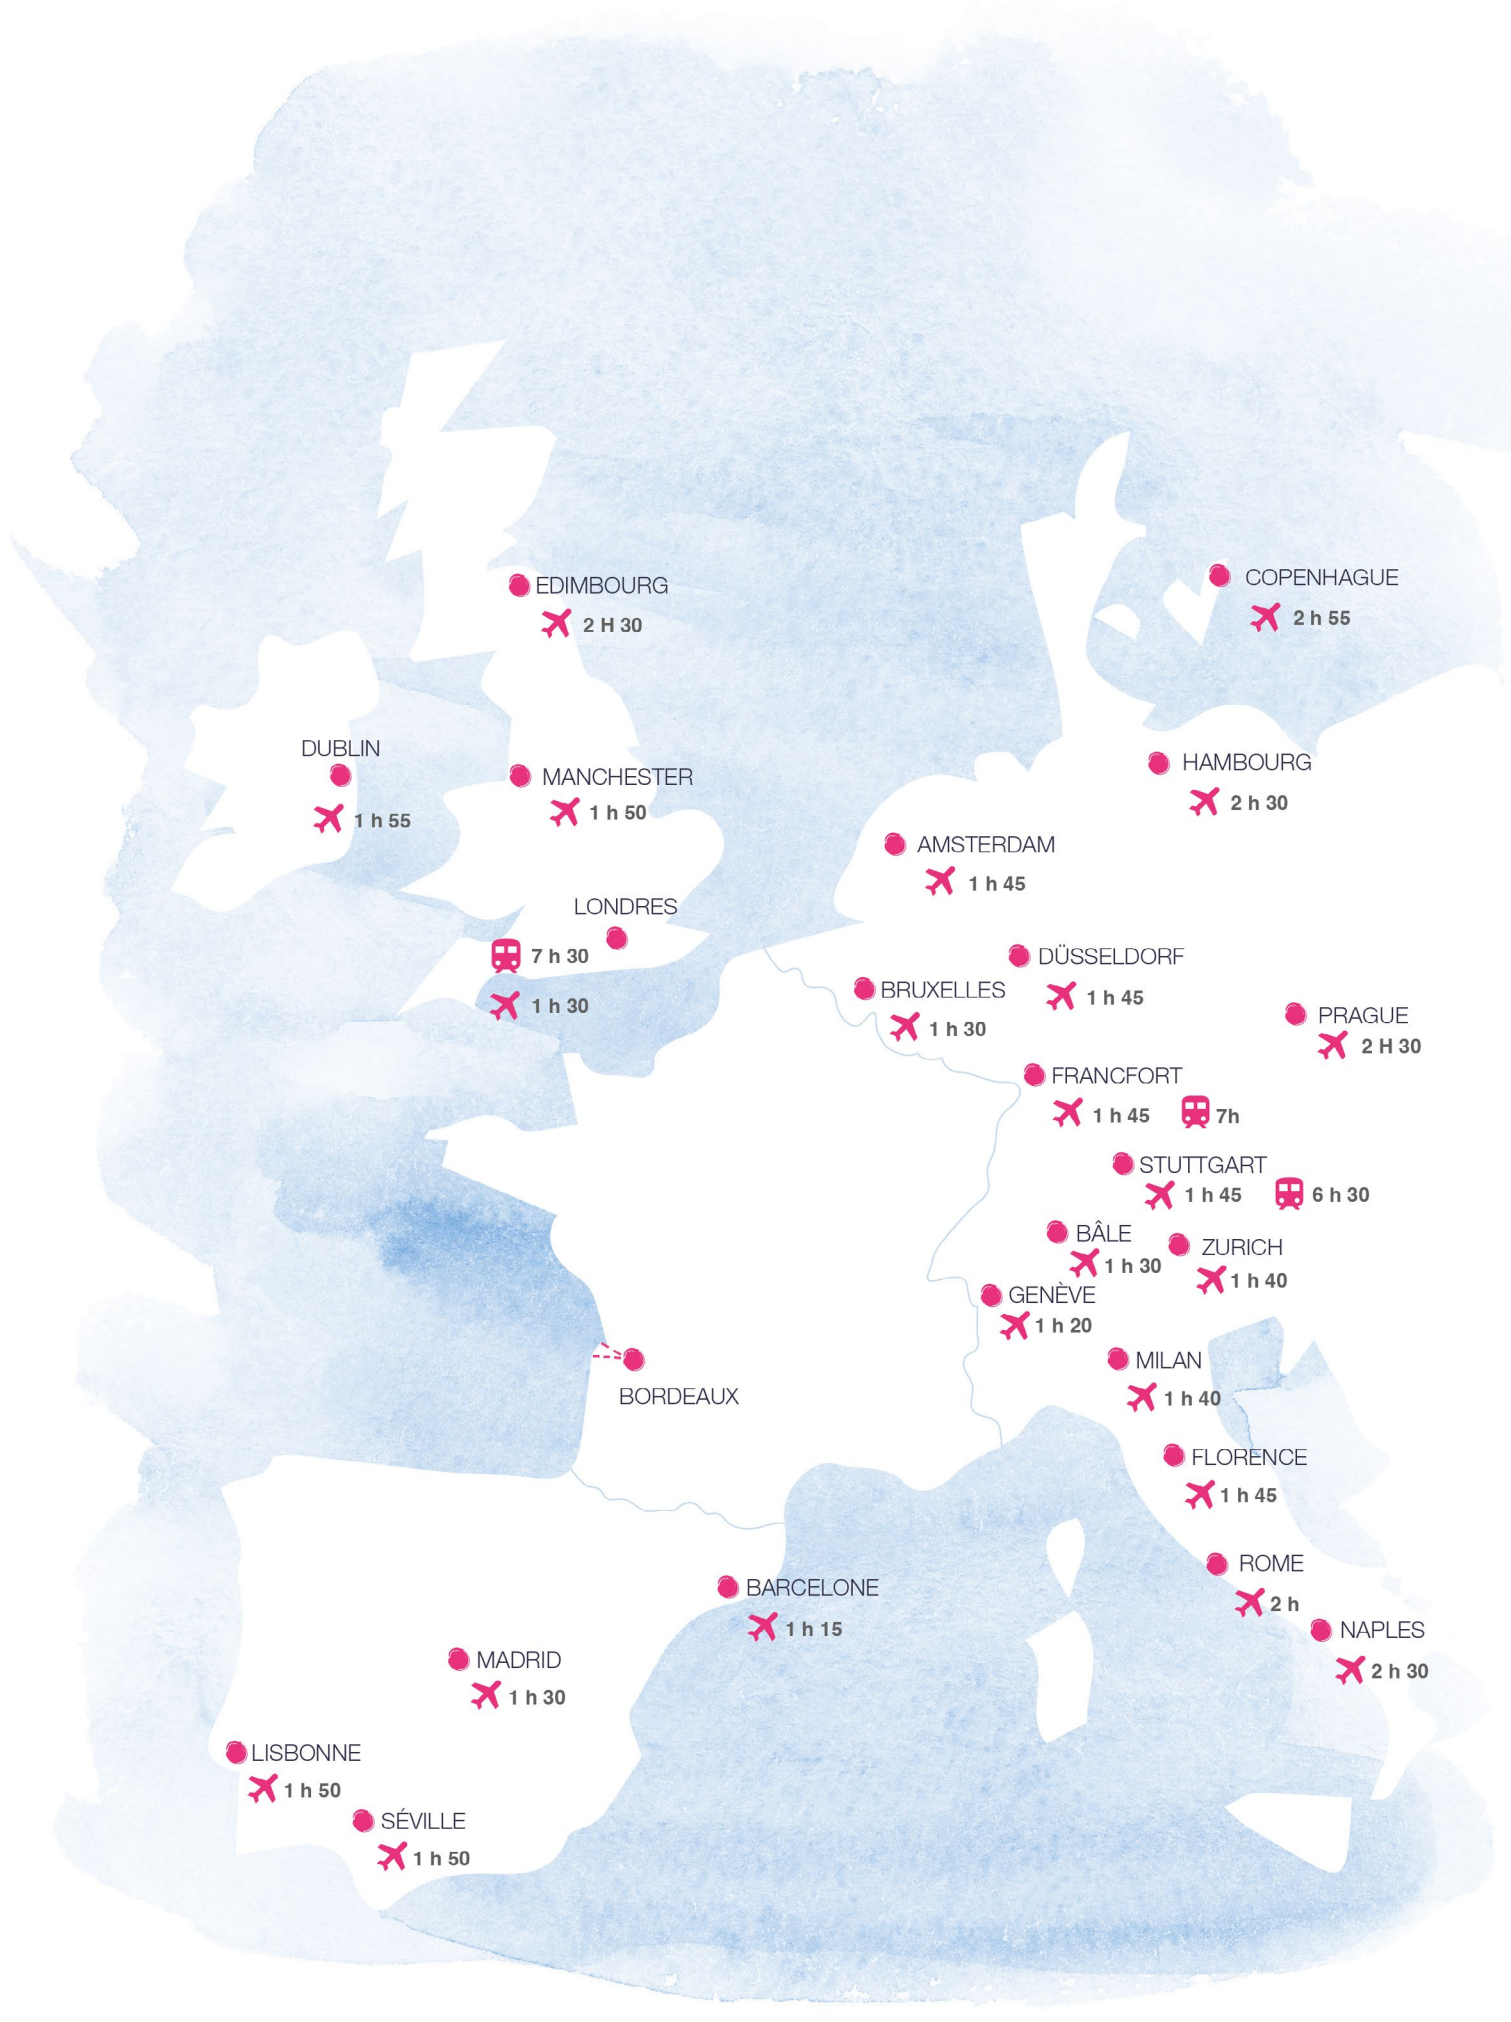 EDIMBOURG
2 H 30
COPENHAGUE
2 h 55
DUBLIN
1 h 55
MANCHESTER
1 h 50
HAMBOURG
2 h 30
AMSTERDAM
1 h 45
LONDRES
7 h 30
1 h 30
DÜSSELDORF
1 h 45
BRUXELLES
1 h 30
PRAGUE
2 H 30
FRANCFORT
1 h 45
7h
STUTTGART
1 h 45
6 h 30
BÂLE
1 h 30
ZURICH
1 h 40
GENÈVE
1 h 20
MILAN
1 h 40
BORDEAUX
FLORENCE
1 h 45
ROME
2 h
BARCELONE
1 h 15
NAPLES
2 h 30
MADRID
1 h 30
LISBONNE
1 h 50
SÉVILLE
1 h 50